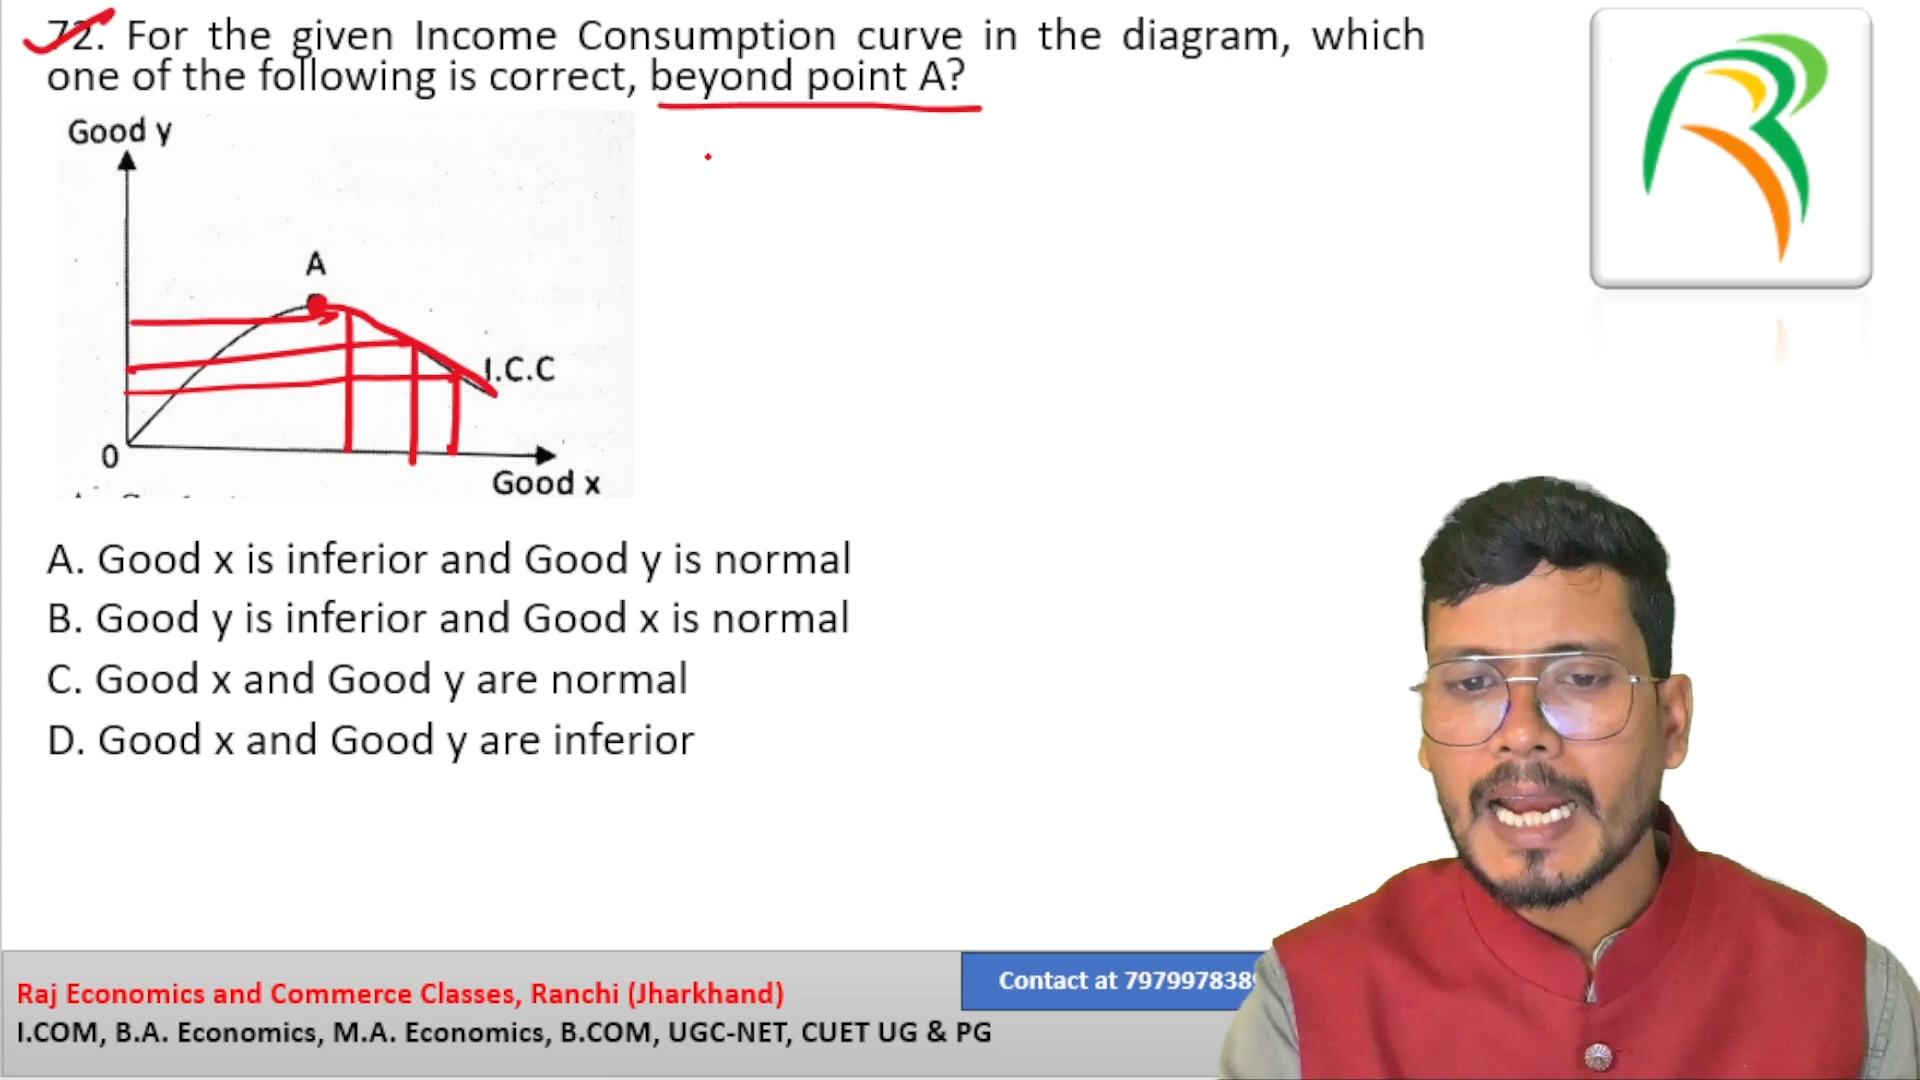 72. For the given Income Consumption curve in the diagram, which
one of the following is correct, beyond point A?
Good y
A
I.C.C
0
Good x
A. Good x is inferior and Good y is normal
B. Good y is inferior and Good x is normal
C. Good x and Good y are normal
D. Good x and Good y are inferior
Contact at 797997838
Raj Economics and Commerce Classes, Ranchi (Jharkhand)
I.COM, B.A. Economics, M.A. Economics, B.COM, UGC-NET, CUET UG & PG